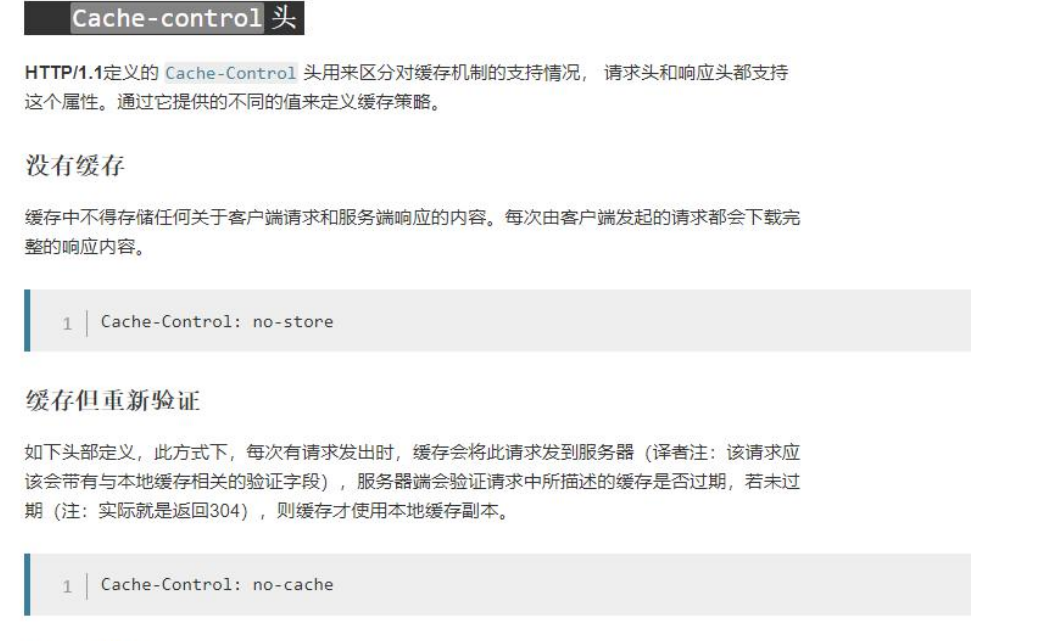 Cache-control 头
HTTP/1.1定义的 Cache-Control 头用来区分对缓存机制的支持情况， 请求头和响应头都支持
这个属性。通过它提供的不同的值来定义缓存策略。
没有缓存
缓存中不得存储任何关于客户端请求和服务端响应的内容。每次由客户端发起的请求都会下载完
整的响应内容。
1 Cache-Control: no-store
缓存但重新验证
如下头部定义，此方式下，每次有请求发出时，缓存会将此请求发到服务器（译者注：该请求应
该会带有与本地缓存相关的验证字段），服务器端会验证请求中所描述的缓存是否过期，若未过
期（注：实际就是返回304），则缓存才使用本地缓存副本。
1 Cache-Control: no-cache